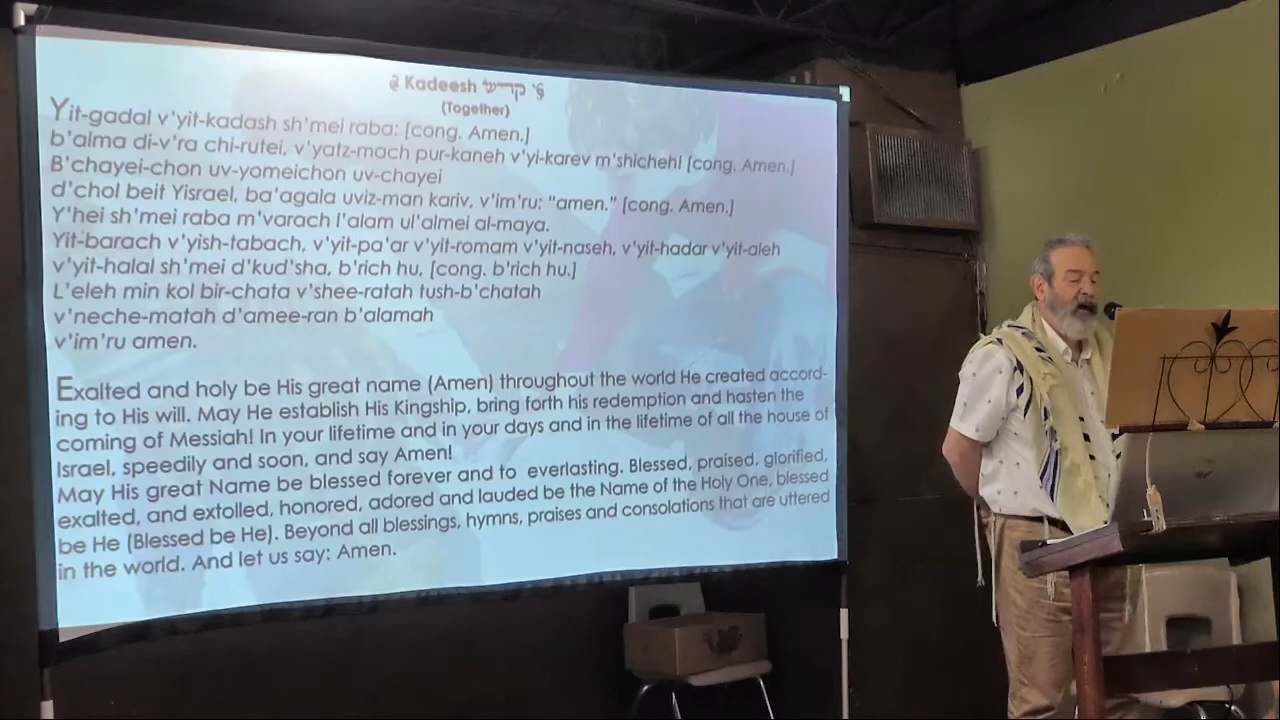 Kadeesh קדיש
(Together)
Yit-gadal v'yit-kadash sh'mei raba: [cong. Amen.]
b'alma di-v'ra chi-rutei, v'yatz-mach pur-kaneh v'yi-karev m'shicheh! [cong. Amen.]
B'chayei-chon uv-yomeichon uv-chayei
d'chol beit Yisrael, ba'agala uviz-man kariv, v'im'ru: "amen." [cong. Amen.]
Y'hei sh'mei raba m'varach l'alam ul'almei al-maya.
Yit-barach v'yish-tabach, v'yit-pa'ar v'yit-romam v'yit-naseh, v'yit-hadar v'yit-aleh
v'yit-halal sh'mei d'kud'sha, b'rich hu, [cong. b'rich hu.]
L'eleh min kol bir-chata v'shee-ratah tush-b'chatah
v'neche-matah d'amee-ran b'alamah
v'im'ru amen.
Exalted and holy be His great name (Amen) throughout the world He created accord-
ing to His will. May He establish His Kingship, bring forth his redemption and hasten the
coming of Messiah! In your lifetime and in your days and in the lifetime of all the house of
Israel, speedily and soon, and say Amen!
May His great Name be blessed forever and to everlasting. Blessed, praised, glorified,
exalted, and extolled, honored, adored and lauded be the Name of the Holy One, blessed
be He (Blessed be He). Beyond all blessings, hymns, praises and consolations that are uttered
in the world. And let us say: Amen.